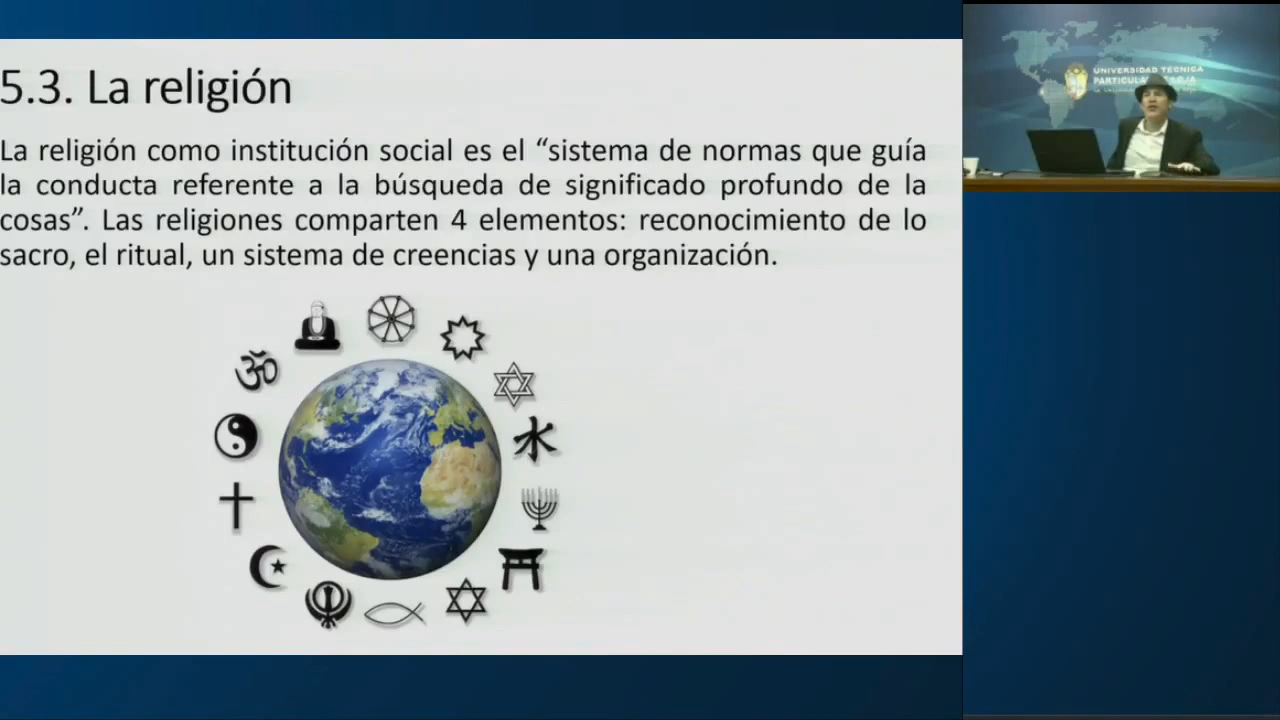 5.3. La religión
La religión como institución social es el “sistema de normas que guía
la conducta referente a la búsqueda de significado profundo de la
cosas”. Las religiones comparten 4 elementos: reconocimiento de lo
sacro, el ritual, un sistema de creencias y una organización.
UNIVERSIDAD TÉCNICA
PARTICULAR
LOJA